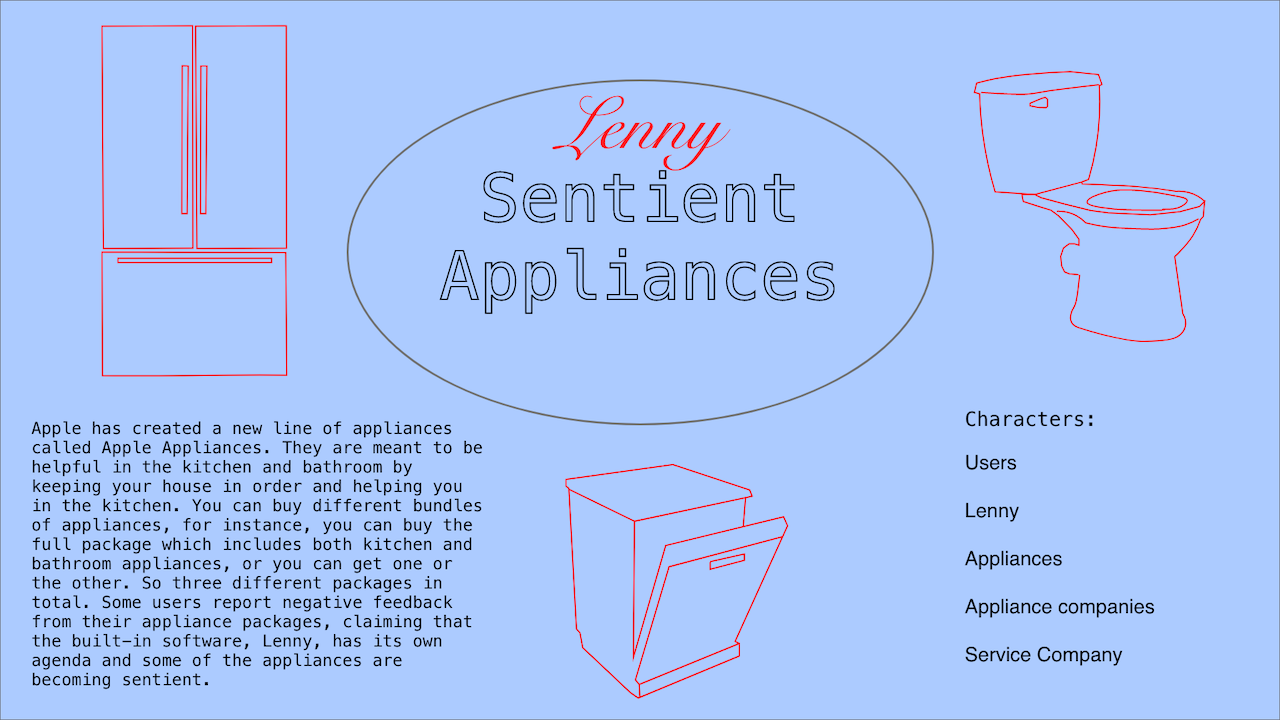 Lenny
Sentient
Appliances
Apple has created a new line of appliances
called Apple Appliances. They are meant to be
helpful in the kitchen and bathroom by
keeping your house in order and helping you
in the kitchen. You can buy different bundles
of appliances, for instance, you can buy the
full package which includes both kitchen and
bathroom appliances, or you can get one or
the other. So three different packages in
total. Some users report negative feedback
from their appliance packages, claiming that
the built-in software, Lenny, has its own
agenda and some of the appliances are
becoming sentient.
Characters:
Users
Lenny
Appliances
Appliance companies
Service Company